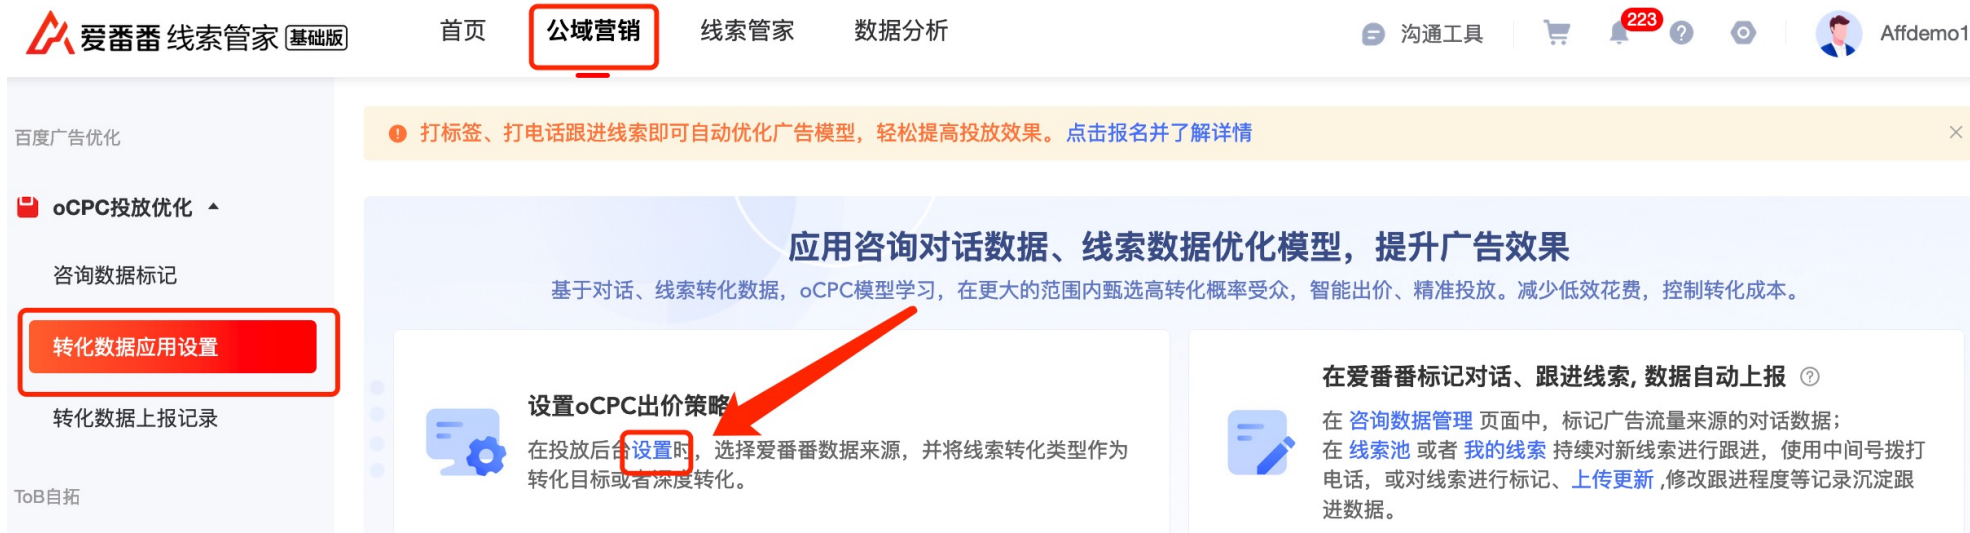 爱番番 线索管家 基础版
首页 公域营销 线索管家 数据分析
沟通工具 223 Affdemo1
百度广告优化
打标签、打电话跟进线索即可自动优化广告模型，轻松提高投放效果。点击报名并了解详情
oCPC投放优化
咨询数据标记
转化数据应用设置
转化数据上报记录
ToB自拓
应用咨询对话数据、线索数据优化模型，提升广告效果
基于对话、线索转化数据，oCPC模型学习，在更大的范围内甄选高转化概率受众，智能出价、精准投放。减少低效花费，控制转化成本。
设置oCPC出价策略
在投放后台设置时，选择爱番番数据来源，并将线索转化类型作为
转化目标或者深度转化。
在爱番番标记对话、跟进线索, 数据自动上报
在 咨询数据管理 页面中，标记广告流量来源的对话数据；
在 线索池 或者 我的线索 持续对新线索进行跟进，使用中间号拨打
电话，或对线索进行标记、上传更新 ,修改跟进程度等记录沉淀跟
进数据。